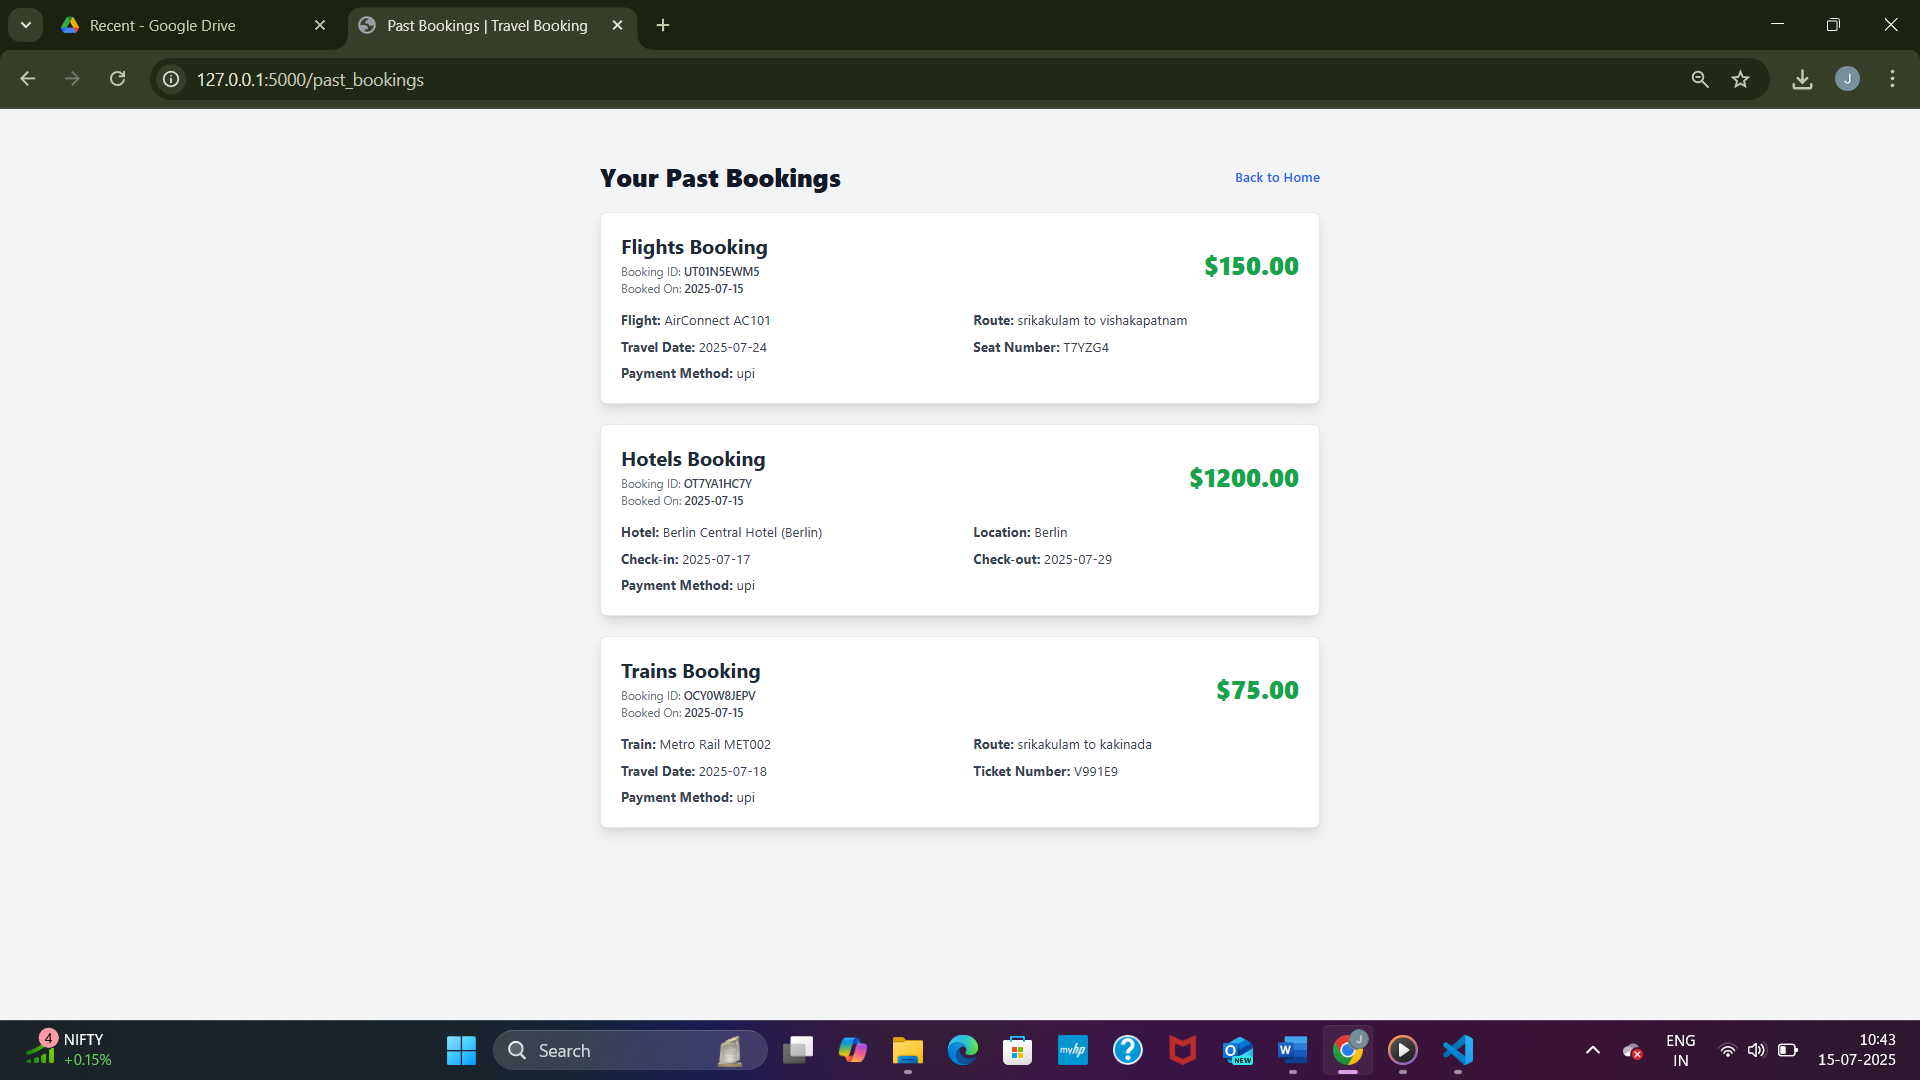 Recent - Google Drive
Past Bookings | Travel Booking
127.0.0.1:5000/past_bookings
J
Your Past Bookings
Back to Home
Flights Booking
Booking ID: UT01N5EWM5
Booked On: 2025-07-15
$150.00
Flight: AirConnect AC101
Route: srikakulam to vishakapatnam
Travel Date: 2025-07-24
Seat Number: T7YZG4
Payment Method: upi
Hotels Booking
Booking ID: OT7YA1HC7Y
Booked On: 2025-07-15
$1200.00
Hotel: Berlin Central Hotel (Berlin)
Location: Berlin
Check-in: 2025-07-17
Check-out: 2025-07-29
Payment Method: upi
Trains Booking
Booking ID: OCY0W8JEPV
Booked On: 2025-07-15
$75.00
Train: Metro Rail MET002
Route: srikakulam to kakinada
Travel Date: 2025-07-18
Ticket Number: V991E9
Payment Method: upi
4
NIFTY
+0.15%
Search
myhp
?
O
NEW
W
J
ENG
IN
10:43
15-07-2025